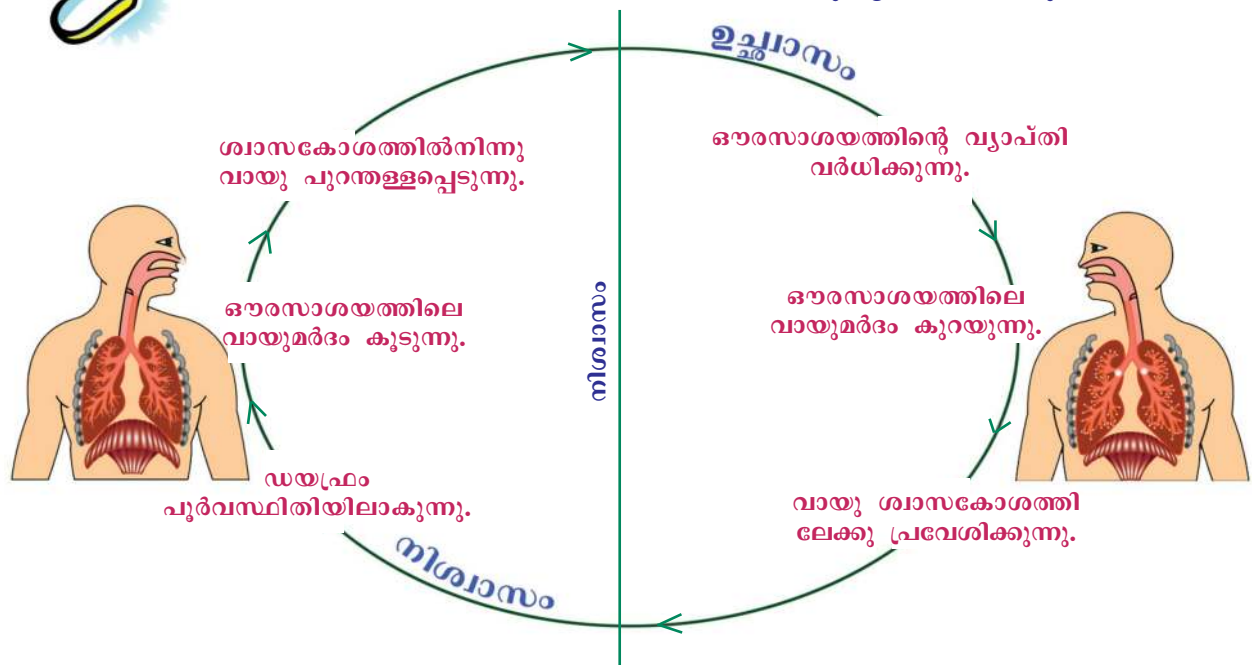 ഉച്ഛ്വാസം
ശ്വാസകോശത്തിൽനിന്നു
വായു പുറന്തള്ളപ്പെടുന്നു.
ഔരസാശയത്തിന്റെ വ്യാപ്തി
വർധിക്കുന്നു.
ഔരസാശയത്തിലെ
വായുമർദം കൂടുന്നു.
നിശ്വാസം
ഔരസാശയത്തിലെ
വായുമർദം കുറയുന്നു.
ഡയഫ്രം
പൂർവസ്ഥിതിയിലാകുന്നു.
വായു ശ്വാസകോശത്തി
ലേക്കു പ്രവേശിക്കുന്നു.
നിശ്വാസം